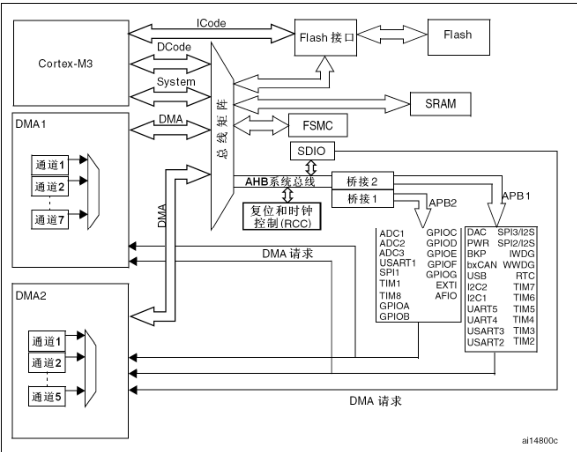 ICode
DCode
System
DMA
Cortex-M3
Flash 接口
Flash
总线矩阵
SRAM
FSMC
SDIO
DMA1
通道1
通道2
通道7
DMA
AHB系统总线
桥接2
桥接1
复位和时钟
控制(RCC)
APB2
APB1
DMA 请求
ADC1
ADC2
ADC3
USART1
SPI1
TIM1
TIM8
GPIOA
GPIOB
GPIOC
GPIOD
GPIOE
GPIOF
GPIOG
EXTI
AFIO
DAC
PWR
BKP
bxCAN
USB
I2C2
I2C1
UART5
UART4
USART3
USART2
SPI3/I2S
SPI2/I2S
IWDG
WWDG
RTC
TIM7
TIM6
TIM5
TIM4
TIM3
TIM2
DMA2
通道1
通道2
通道5
DMA 请求
ai14800c